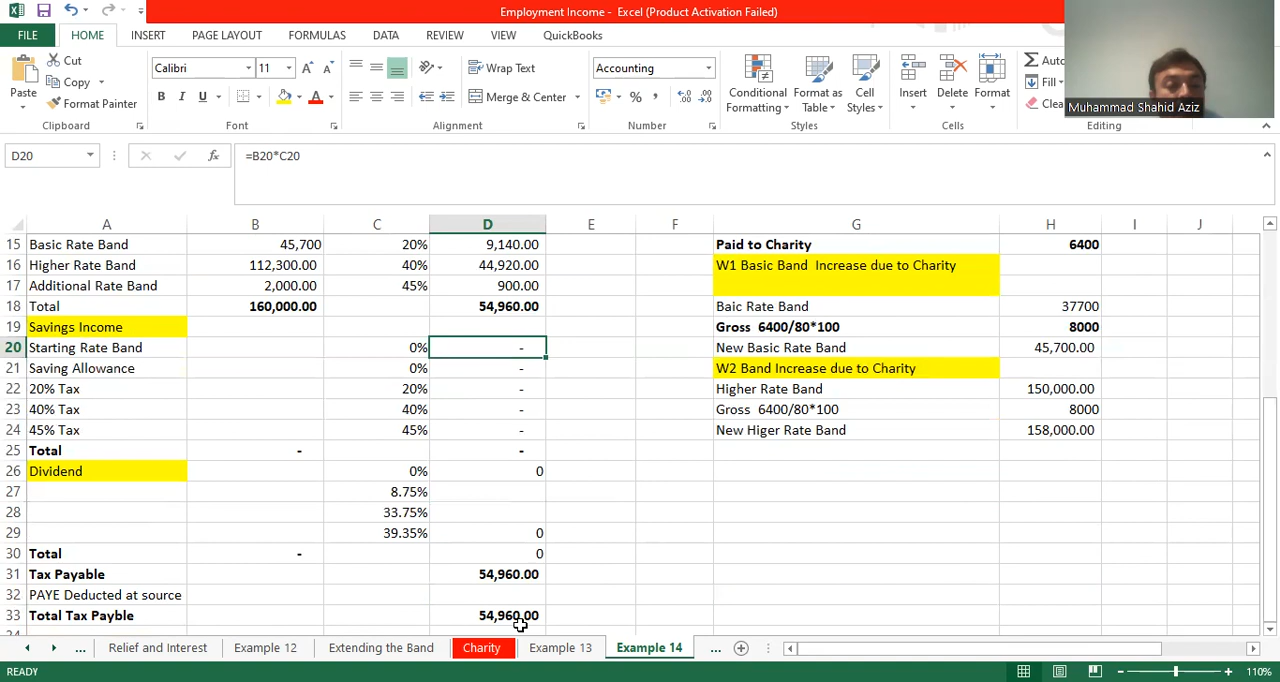 Employment Income - Excel (Product Activation Failed)
FILE HOME INSERT PAGE LAYOUT FORMULAS DATA REVIEW VIEW QuickBooks
Paste Cut Copy Format Painter Clipboard
Calibri 11 B I U Font
Wrap Text Merge & Center Alignment
Accounting % Number
Conditional Formatting Format as Table Cell Styles Styles
Insert Delete Format Cells
Fill Editing
Muhammad Shahid Aziz
D20 fx =B20*C20
A B C D E F G H I J
15 Basic Rate Band 45,700 20% 9,140.00 Paid to Charity 6400
16 Higher Rate Band 112,300.00 40% 44,920.00 W1 Basic Band Increase due to Charity
17 Additional Rate Band 2,000.00 45% 900.00
18 Total 160,000.00 54,960.00 Baic Rate Band 37700
19 Savings Income Gross 6400/80*100 8000
20 Starting Rate Band 0% - New Basic Rate Band 45,700.00
21 Saving Allowance 0% - W2 Band Increase due to Charity
22 20% Tax 20% - Higher Rate Band 150,000.00
23 40% Tax 40% - Gross 6400/80*100 8000
24 45% Tax 45% - New Higer Rate Band 158,000.00
25 Total - -
26 Dividend 0% 0
27 8.75%
28 33.75%
29 39.35% 0
30 Total - 0
31 Tax Payable 54,960.00
32 PAYE Deducted at source
33 Total Tax Payble 54,960.00
... Relief and Interest Example 12 Extending the Band Charity Example 13 Example 14 ...
READY 110%